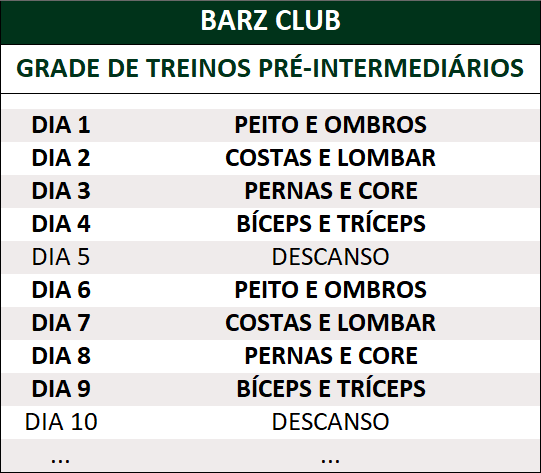 BARZ CLUB
GRADE DE TREINOS PRÉ-INTERMEDIÁRIOS
DIA 1 PEITO E OMBROS
DIA 2 COSTAS E LOMBAR
DIA 3 PERNAS E CORE
DIA 4 BÍCEPS E TRÍCEPS
DIA 5 DESCANSO
DIA 6 PEITO E OMBROS
DIA 7 COSTAS E LOMBAR
DIA 8 PERNAS E CORE
DIA 9 BÍCEPS E TRÍCEPS
DIA 10 DESCANSO
... ...